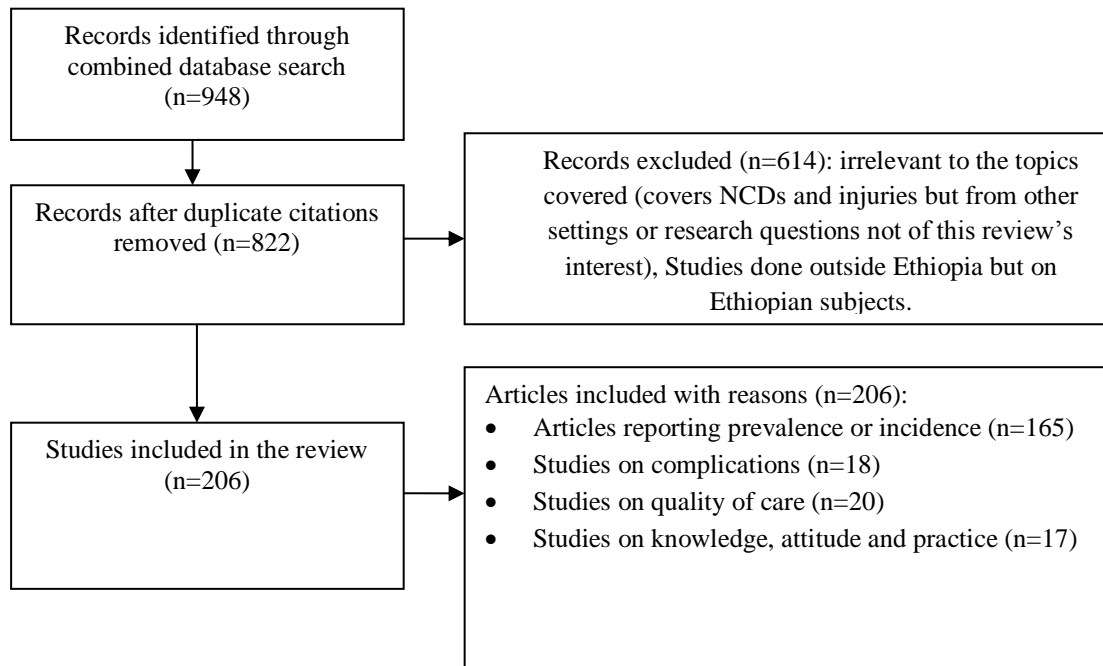 Records identified through
combined database search
(n=948)
Records after duplicate citations
removed (n=822)
Records excluded (n=614): irrelevant to the topics
covered (covers NCDs and injuries but from other
settings or research questions not of this review’s
interest), Studies done outside Ethiopia but on
Ethiopian subjects.
Studies included in the review
(n=206)
Articles included with reasons (n=206):
• Articles reporting prevalence or incidence (n=165)
• Studies on complications (n=18)
• Studies on quality of care (n=20)
• Studies on knowledge, attitude and practice (n=17)